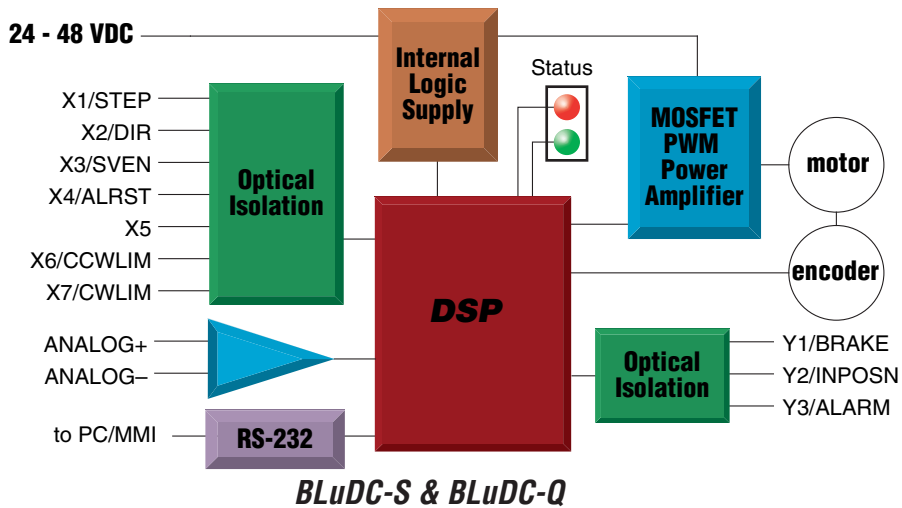 24 - 48 VDC
Internal
Logic
Supply
Status
MOSFET
PWM
Power
Amplifier
motor
encoder
X1/STEP
X2/DIR
X3/SVEN
X4/ALRST
X5
X6/CCWLIM
X7/CWLIM
Optical
Isolation
DSP
ANALOG+
ANALOG–
to PC/MMI
RS-232
Optical
Isolation
Y1/BRAKE
Y2/INPOSN
Y3/ALARM
BLuDC-S & BLuDC-Q